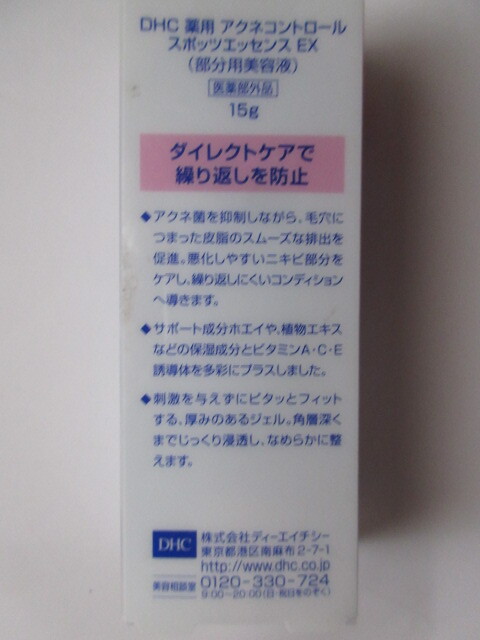 DHC 薬用 アクネコントロール
スポッツエッセンス EX
(部分用美容液)
医薬部外品
15g
ダイレクトケアで
繰り返しを防止
◆アクネ菌を抑制しながら、毛穴に
つまった皮脂のスムーズな排出を
促進。悪化しやすいニキビ部分を
ケアし、繰り返しにくいコンディション
へ導きます。
◆サポート成分ホエイや、植物エキス
などの保湿成分とビタミンA・C・E
誘導体を多彩にプラスしました。
◆刺激を与えずにピタッとフィット
する、厚みのあるジェル。角層深く
までじっくり浸透し、なめらかに整
えます。
DHC 株式会社ディーエイチシー
東京都港区南麻布2-7-1
http://www.dhc.co.jp
美容相談室 0120-330-724
9:00~20:00(日・祝日をのぞく)